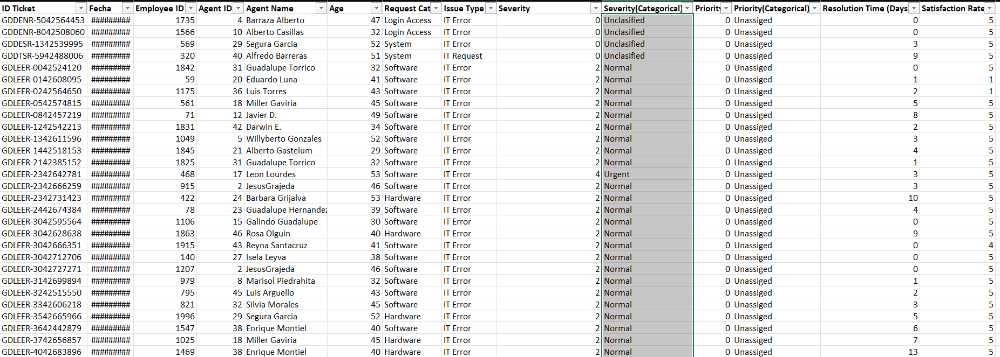 ID Ticket Fecha Employee ID Agent ID Agent Name Age Request Cat Issue Type Severity Severity(Categorical) Priority Priority(Categorical) Resolution Time (Days Satisfaction Rate
GDDENR-5042564453 ######### 1735 4 Barraza Alberto 47 Login Access IT Error 0 Unclasified 0 Unassiged 0 5
GDDENR-8042508060 ######### 1566 10 Alberto Casillas 32 Login Access IT Error 0 Unclasified 0 Unassiged 0 5
GDDESR-1342539995 ######### 569 29 Segura Garcia 52 System IT Error 0 Unclasified 0 Unassiged 3 5
GDDTSR-5942488006 ######### 320 40 Alfredo Barreras 51 System IT Request 0 Unclasified 0 Unassiged 9 5
GDLEER-0042524120 ######### 1842 31 Guadalupe Torrico 32 Software IT Error 2 Normal 0 Unassiged 0 5
GDLEER-0142608095 ######### 59 20 Eduardo Luna 41 Software IT Error 2 Normal 0 Unassiged 1 1
GDLEER-0242564650 ######### 1175 36 Luis Torres 43 Software IT Error 2 Normal 0 Unassiged 2 1
GDLEER-0542574815 ######### 561 18 Miller Gaviria 45 Software IT Error 2 Normal 0 Unassiged 5 5
GDLEER-0842457219 ######### 71 12 Javier D. 49 Software IT Error 2 Normal 0 Unassiged 8 5
GDLEER-1242542213 ######### 1831 42 Darwin E. 34 Software IT Error 2 Normal 0 Unassiged 2 5
GDLEER-1342611596 ######### 1049 5 Willyberto Gonzales 52 Software IT Error 2 Normal 0 Unassiged 3 5
GDLEER-1442518153 ######### 1845 21 Alberto Gastelum 29 Software IT Error 2 Normal 0 Unassiged 4 5
GDLEER-2142385152 ######### 1825 31 Guadalupe Torrico 32 Software IT Error 2 Normal 0 Unassiged 1 5
GDLEER-2342642781 ######### 468 17 Leon Lourdes 53 Software IT Error 4 Urgent 0 Unassiged 3 5
GDLEER-2342666259 ######### 915 2 JesusGrajeda 46 Software IT Error 2 Normal 0 Unassiged 3 5
GDLEER-2342731423 ######### 422 24 Barbara Grijalva 53 Hardware IT Error 2 Normal 0 Unassiged 10 5
GDLEER-2442674384 ######### 78 23 Guadalupe Hernandez 39 Software IT Error 2 Normal 0 Unassiged 4 5
GDLEER-3042595564 ######### 1106 15 Galindo Guadalupe 30 Software IT Error 2 Normal 0 Unassiged 0 5
GDLEER-3042628638 ######### 1863 46 Rosa Olguin 40 Hardware IT Error 2 Normal 0 Unassiged 9 5
GDLEER-3042666351 ######### 1915 43 Reyna Santacruz 41 Software IT Error 2 Normal 0 Unassiged 0 4
GDLEER-3042712706 ######### 140 27 Isela Leyva 38 Software IT Error 2 Normal 0 Unassiged 0 5
GDLEER-3042727271 ######### 1207 2 JesusGrajeda 46 Software IT Error 2 Normal 0 Unassiged 0 5
GDLEER-3142699894 ######### 979 8 Marisol Piedrahita 32 Software IT Error 2 Normal 0 Unassiged 1 5
GDLEER-3242515550 ######### 795 45 Luis Arguello 43 Software IT Error 2 Normal 0 Unassiged 2 5
GDLEER-3342606218 ######### 821 32 Silvia Morales 45 Software IT Error 2 Normal 0 Unassiged 3 5
GDLEER-3542665966 ######### 1996 29 Segura Garcia 52 Hardware IT Error 2 Normal 0 Unassiged 5 5
GDLEER-3642442879 ######### 1547 38 Enrique Montiel 40 Software IT Error 2 Normal 0 Unassiged 6 5
GDLEER-3742656857 ######### 1025 18 Miller Gaviria 45 Hardware IT Error 2 Normal 0 Unassiged 7 5
GDLEER-4042683896 ######### 1469 38 Enrique Montiel 40 Hardware IT Error 2 Normal 0 Unassiged 13 5